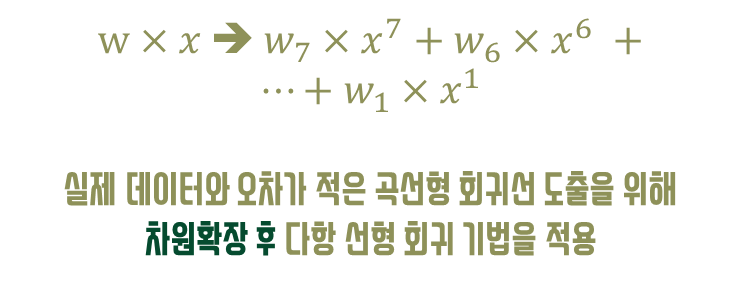 w × x ➔ w₇ × x⁷ + w₆ × x⁶ +
⋯ + w₁ × x¹
실제 데이터와 오차가 적은 곡선형 회귀선 도출을 위해
차원확장 후 다항 선형 회귀 기법을 적용